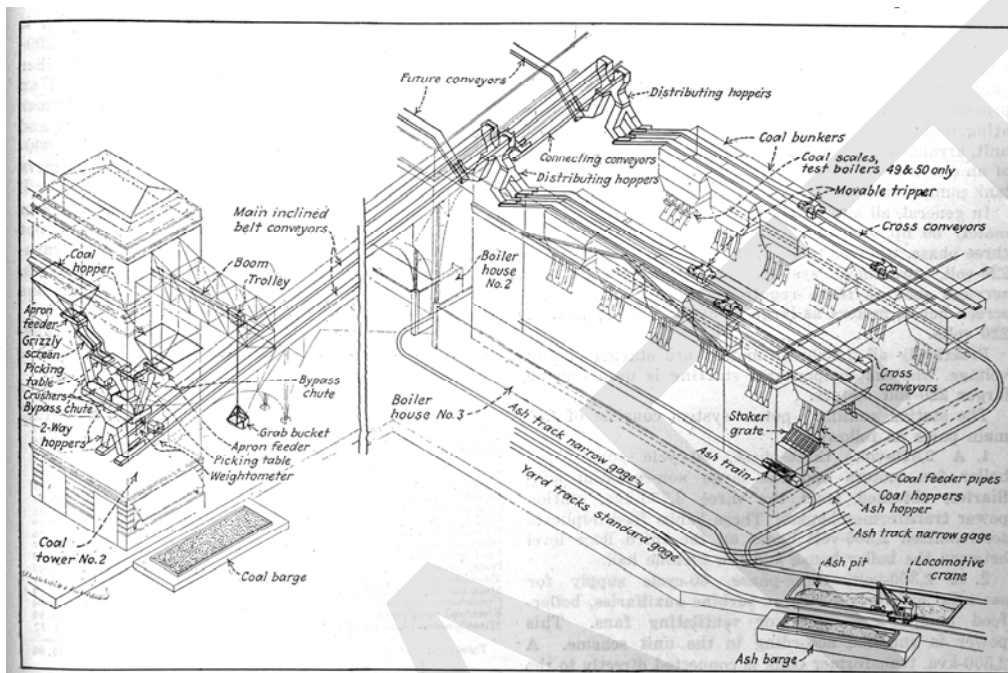 Future conveyors
Distributing hoppers
Coal bunkers
Connecting conveyors
Coal scales,
test boilers 49 & 50 only
Distributing hoppers
Movable tripper
Main inclined
belt conveyors
Cross conveyors
Coal hopper
Boom
Trolley
Boiler
house
No.2
Apron
feeder
Grizzly
screen
Picking
table
Crushers
Bypass chute
2-Way
hoppers
Bypass
chute
Grab bucket
Apron feeder
Picking table
Weightometer
Boiler
house No.3
Cross
conveyors
Stoker
grate
Ash track narrow gage
Ash train
Coal feeder pipes
Coal hoppers
Ash hopper
Ash track narrow gage
Yard tracks standard gage
Coal
tower No.2
Coal barge
Ash pit
Locomotive
crane
Ash barge